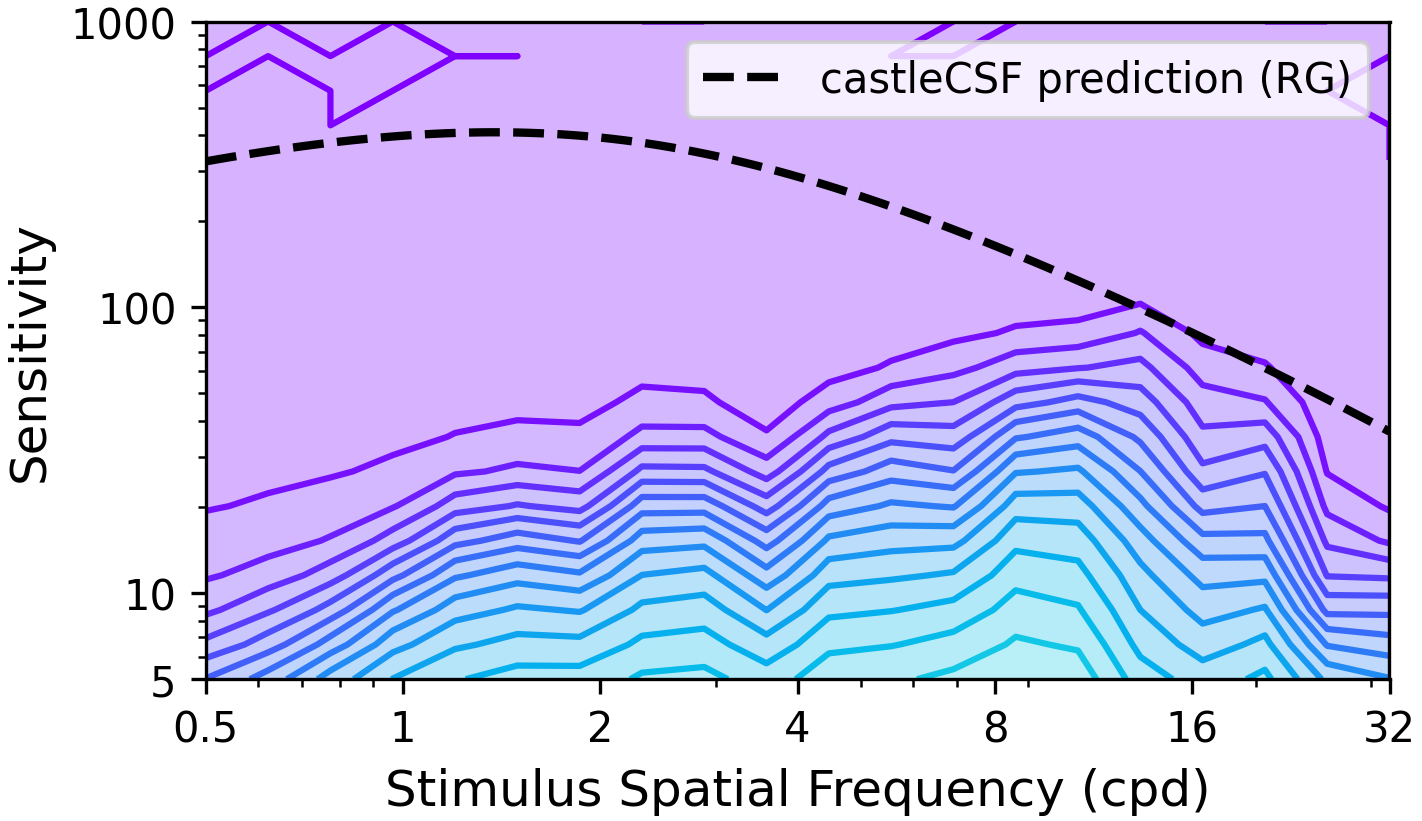 1000
100
10
5
Sensitivity
castleCSF prediction (RG)
0.5 1 2 4 8 16 32
Stimulus Spatial Frequency (cpd)